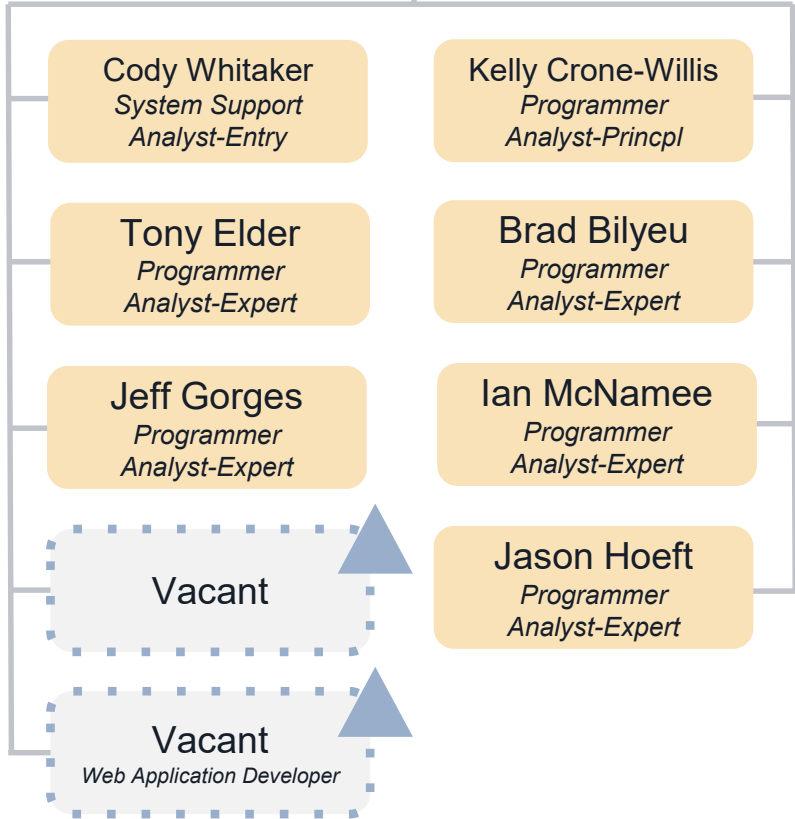 Cody Whitaker
System Support
Analyst-Entry
Kelly Crone-Willis
Programmer
Analyst-Princpl
Tony Elder
Programmer
Analyst-Expert
Brad Bilyeu
Programmer
Analyst-Expert
Jeff Gorges
Programmer
Analyst-Expert
Ian McNamee
Programmer
Analyst-Expert
Vacant
Jason Hoeft
Programmer
Analyst-Expert
Vacant
Web Application Developer